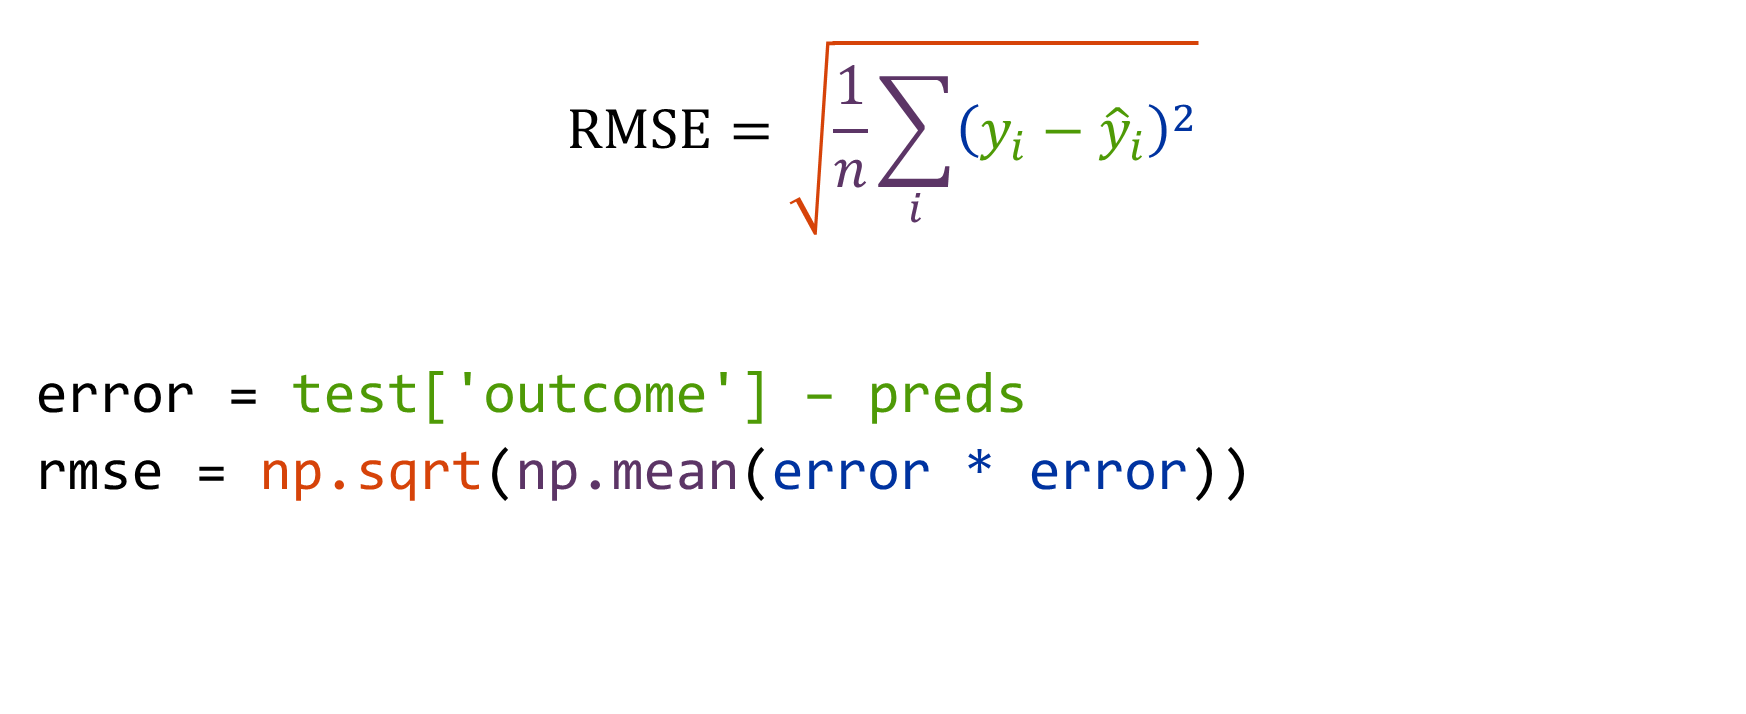 RMSE = √(1/n ∑_i (y_i − ŷ_i)²)
error = test['outcome'] – preds
rmse = np.sqrt(np.mean(error * error))